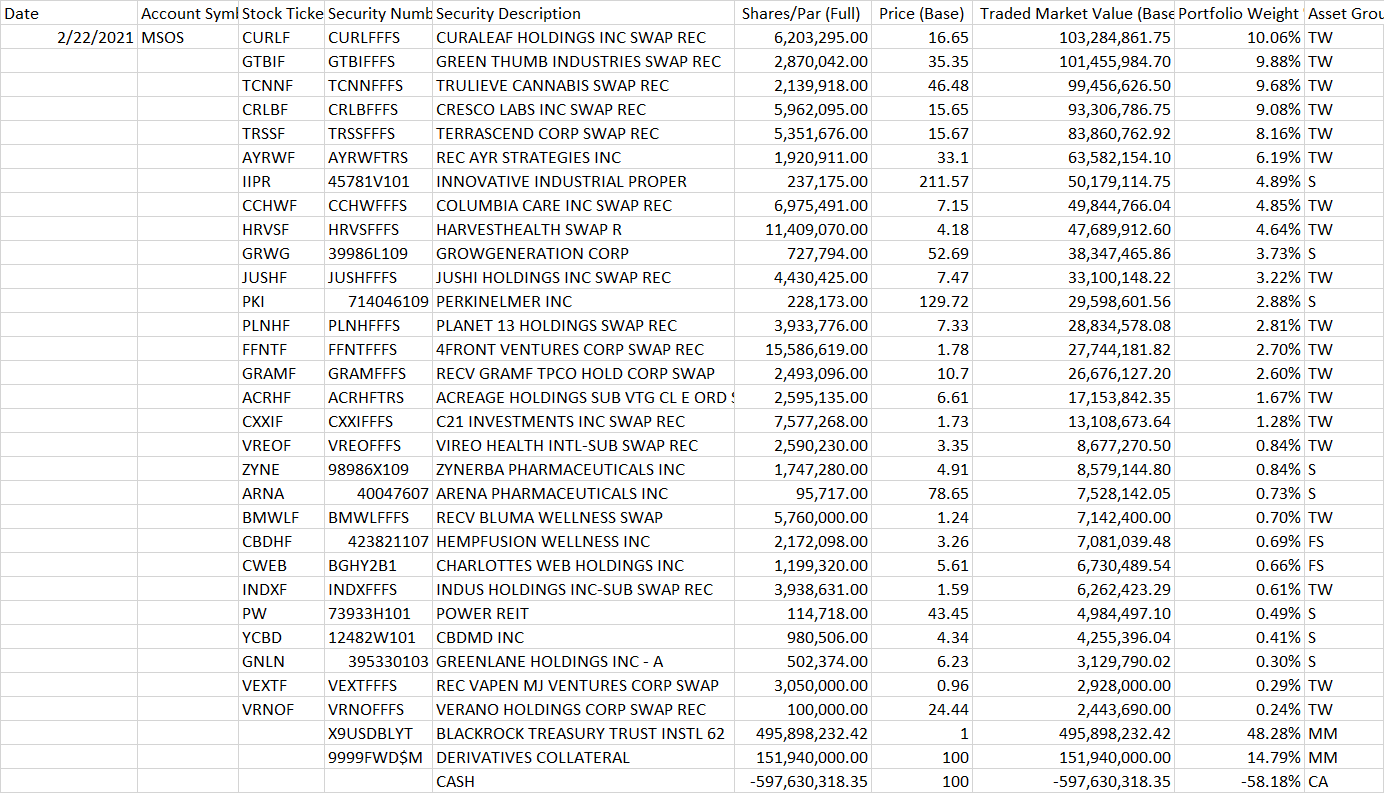 Date Account Symb Stock Ticke Security Numb Security Description Shares/Par (Full) Price (Base) Traded Market Value (Base Portfolio Weight Asset Grou
2/22/2021 MSOS CURLF CURLFFFS CURALEAF HOLDINGS INC SWAP REC 6,203,295.00 16.65 103,284,861.75 10.06% TW
GTBIF GTBIFFFS GREEN THUMB INDUSTRIES SWAP REC 2,870,042.00 35.35 101,455,984.70 9.88% TW
TCNNF TCNNFFFS TRULIEVE CANNABIS SWAP REC 2,139,918.00 46.48 99,456,626.50 9.68% TW
CRLBF CRLBFFFS CRESCO LABS INC SWAP REC 5,962,095.00 15.65 93,306,786.75 9.08% TW
TRSSF TRSSFFFS TERRASCEND CORP SWAP REC 5,351,676.00 15.67 83,860,762.92 8.16% TW
AYRWF AYRWFTRS REC AYR STRATEGIES INC 1,920,911.00 33.1 63,582,154.10 6.19% TW
IIPR 45781V101 INNOVATIVE INDUSTRIAL PROPER 237,175.00 211.57 50,179,114.75 4.89% S
CCHWF CCHWFFFS COLUMBIA CARE INC SWAP REC 6,975,491.00 7.15 49,844,766.04 4.85% TW
HRVSF HRVSFFFS HARVESTHEALTH SWAP R 11,409,070.00 4.18 47,689,912.60 4.64% TW
GRWG 39986L109 GROWGENERATION CORP 727,794.00 52.69 38,347,465.86 3.73% S
JUSHF JUSHFFFS JUSHI HOLDINGS INC SWAP REC 4,430,425.00 7.47 33,100,148.22 3.22% TW
PKI 714046109 PERKINELMER INC 228,173.00 129.72 29,598,601.56 2.88% S
PLNHF PLNHFFFS PLANET 13 HOLDINGS SWAP REC 3,933,776.00 7.33 28,834,578.08 2.81% TW
FFNTF FFNTFFFS 4FRONT VENTURES CORP SWAP REC 15,586,619.00 1.78 27,744,181.82 2.70% TW
GRAMF GRAMFFFS RECV GRAMF TPCO HOLD CORP SWAP 2,493,096.00 10.7 26,676,127.20 2.60% TW
ACRHF ACRHFTRS ACREAGE HOLDINGS SUB VTG CL E ORD S 2,595,135.00 6.61 17,153,842.35 1.67% TW
CXXIF CXXIFFFS C21 INVESTMENTS INC SWAP REC 7,577,268.00 1.73 13,108,673.64 1.28% TW
VREOF VREOFFFS VIREO HEALTH INTL-SUB SWAP REC 2,590,230.00 3.35 8,677,270.50 0.84% TW
ZYNE 98986X109 ZYNERBA PHARMACEUTICALS INC 1,747,280.00 4.91 8,579,144.80 0.84% S
ARNA 40047607 ARENA PHARMACEUTICALS INC 95,717.00 78.65 7,528,142.05 0.73% S
BMWLF BMWLFFFS RECV BLUMA WELLNESS SWAP 5,760,000.00 1.24 7,142,400.00 0.70% TW
CBDHF 423821107 HEMPFUSION WELLNESS INC 2,172,098.00 3.26 7,081,039.48 0.69% FS
CWEB BGHY2B1 CHARLOTTES WEB HOLDINGS INC 1,199,320.00 5.61 6,730,489.54 0.66% FS
INDXF INDXFFFS INDUS HOLDINGS INC-SUB SWAP REC 3,938,631.00 1.59 6,262,423.29 0.61% TW
PW 73933H101 POWER REIT 114,718.00 43.45 4,984,497.10 0.49% S
YCBD 12482W101 CBDMD INC 980,506.00 4.34 4,255,396.04 0.41% S
GNLN 395330103 GREENLANE HOLDINGS INC - A 502,374.00 6.23 3,129,790.02 0.30% S
VEXTF VEXTFFFS REC VAPEN MJ VENTURES CORP SWAP 3,050,000.00 0.96 2,928,000.00 0.29% TW
VRNOF VRNOFFFS VERANO HOLDINGS CORP SWAP REC 100,000.00 24.44 2,443,690.00 0.24% TW
X9USDBLYT BLACKROCK TREASURY TRUST INSTL 62 495,898,232.42 1 495,898,232.42 48.28% MM
9999FWD$M DERIVATIVES COLLATERAL 151,940,000.00 100 151,940,000.00 14.79% MM
CASH -597,630,318.35 100 -597,630,318.35 -58.18% CA